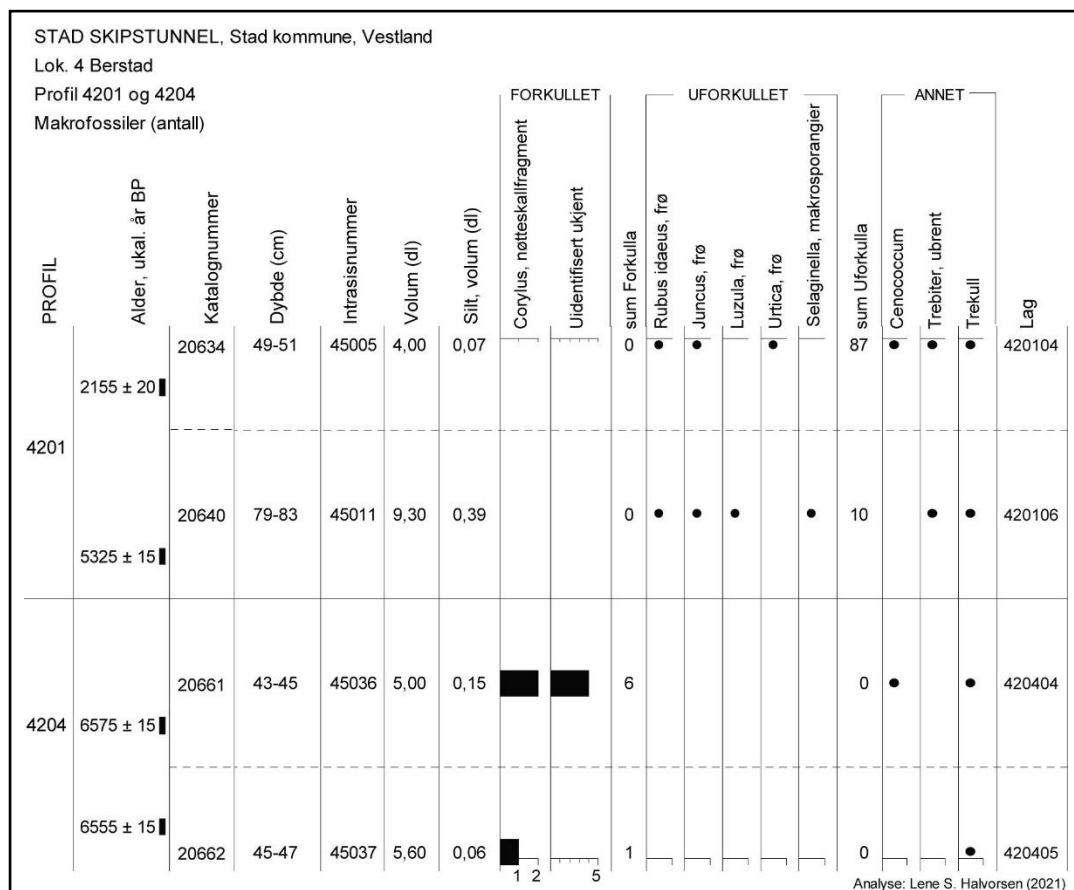 STAD SKIPSTUNNEL, Stad kommune, Vestland
Lok. 4 Berstad
Profil 4201 og 4204
Makrofossiler (antall)
FORKULLET UFORKULLET ANNET
PROFIL
Alder, ukal. år BP
Katalognummer
Dybde (cm)
Intrasisnummer
Volum (dl)
Silt, volum (dl)
Corylus, nøtteskallfragment
Uidentifisert ukjent
sum Forkulla
Rubus idaeus, frø
Juncus, frø
Luzula, frø
Urtica, frø
Selaginella, makrosporangier
sum Uforkulla
Cenococcum
Trebiter, ubrent
Trekull
Lag
20634 49-51 45005 4,00 0,07 0 87 420104
2155 ± 20
4201
20640 79-83 45011 9,30 0,39 0 10 420106
5325 ± 15
20661 43-45 45036 5,00 0,15 6 0 420404
4204 6575 ± 15
6555 ± 15
20662 45-47 45037 5,60 0,06 1 0 420405
1 2 5
Analyse: Lene S. Halvorsen (2021)